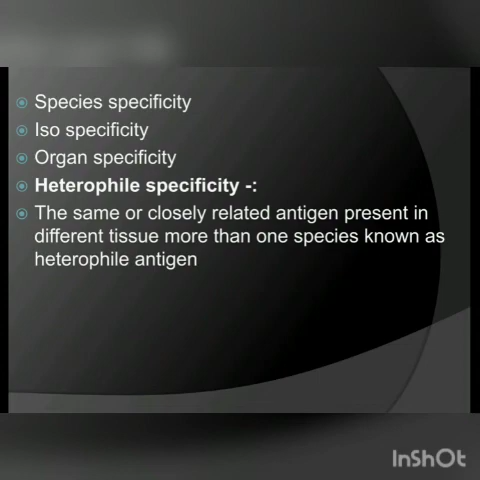 Species specificity
Iso specificity
Organ specificity
Heterophile specificity -:
The same or closely related antigen present in
different tissue more than one species known as
heterophile antigen
InShOt